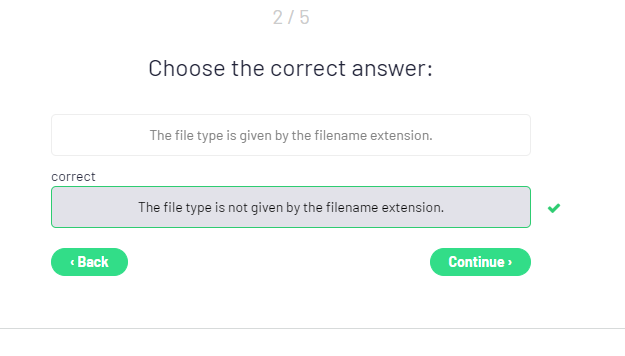 2 / 5
Choose the correct answer:
The file type is given by the filename extension.
correct
The file type is not given by the filename extension.
‹ Back
Continue ›